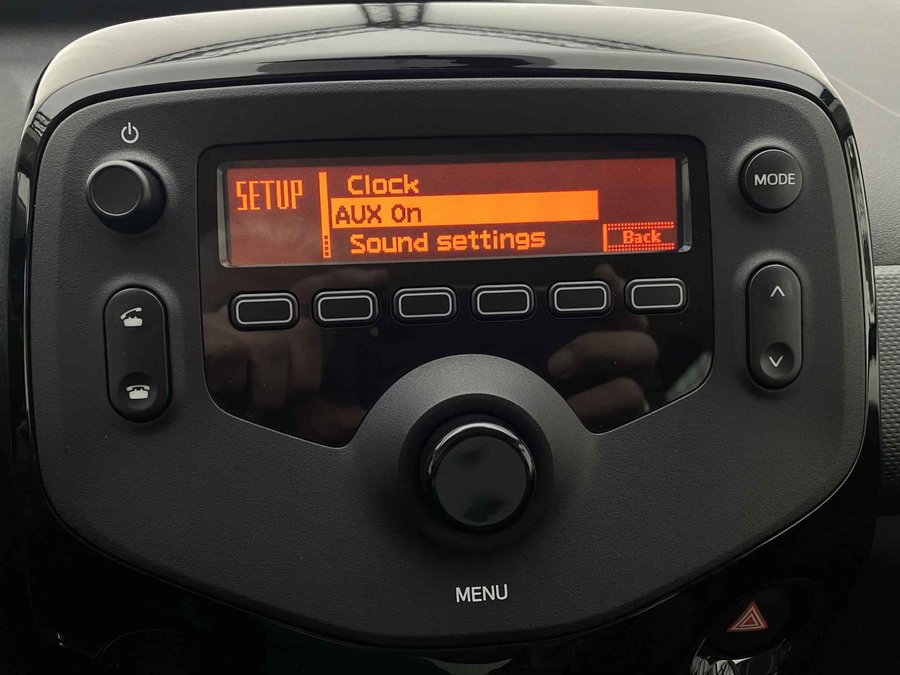 MODE
SETUP
Clock
AUX On
Sound settings
Back
MENU